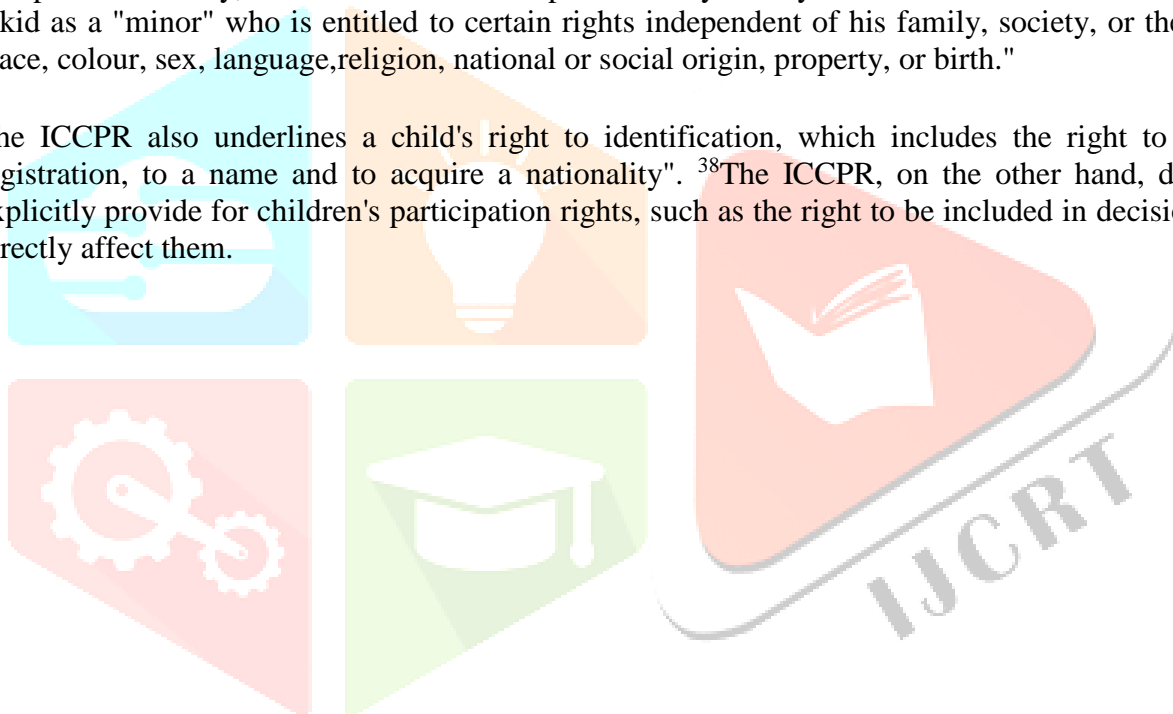 kid as a "minor" who is entitled to certain rights independent of his family, society, or the
ace, colour, sex, language,religion, national or social origin, property, or birth."
he ICCPR also underlines a child's right to identification, which includes the right to
gistration, to a name and to acquire a nationality". 38The ICCPR, on the other hand, d
xplicitly provide for children's participation rights, such as the right to be included in decisio
rectly affect them.
IJCRT